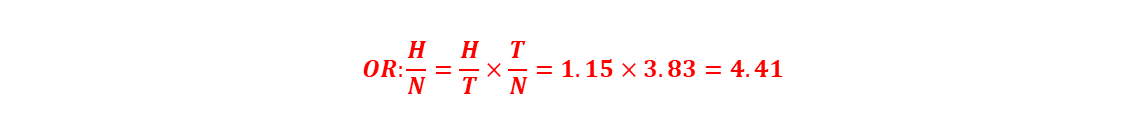 OR: H/N = H/T × T/N = 1.15 × 3.83 = 4.41